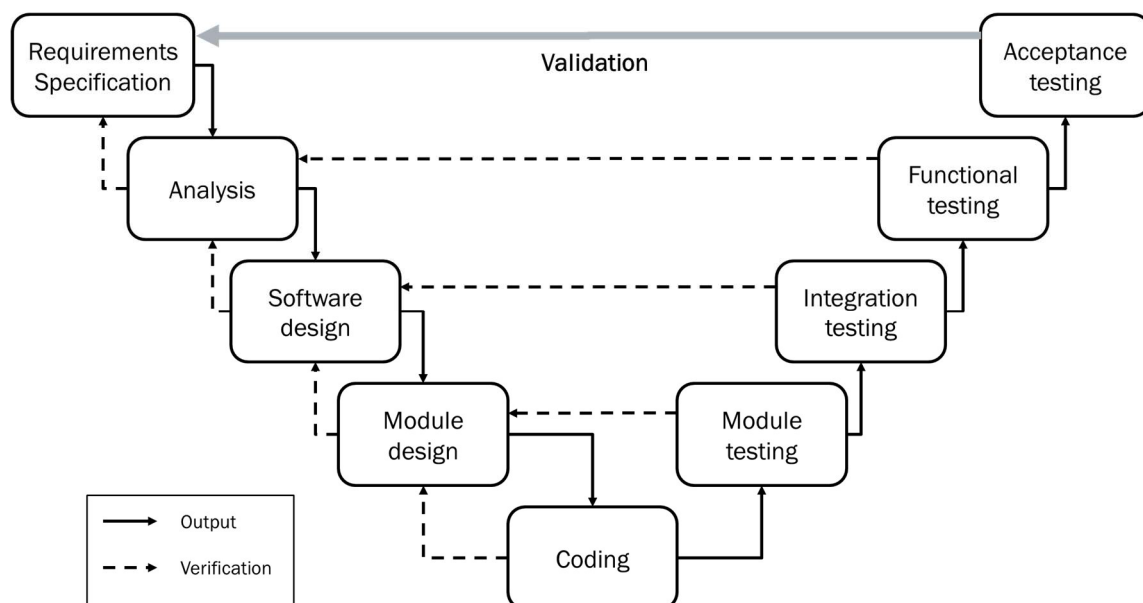 Requirements
Specification
Validation
Acceptance
testing
Analysis
Functional
testing
Software
design
Integration
testing
Module
design
Module
testing
Coding
Output
Verification